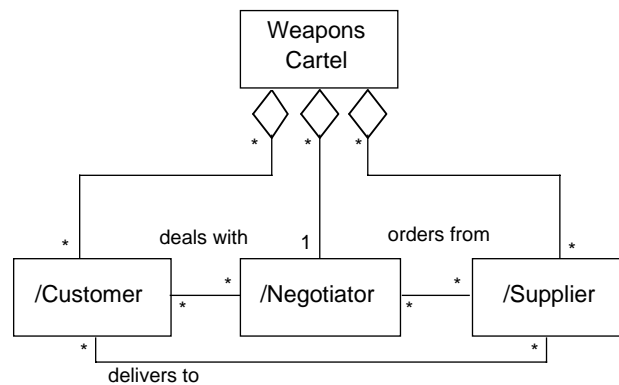 Weapons
Cartel
* * *
deals with
orders from
* 1 *
/Customer
* *
/Negotiator
* *
/Supplier
* *
delivers to